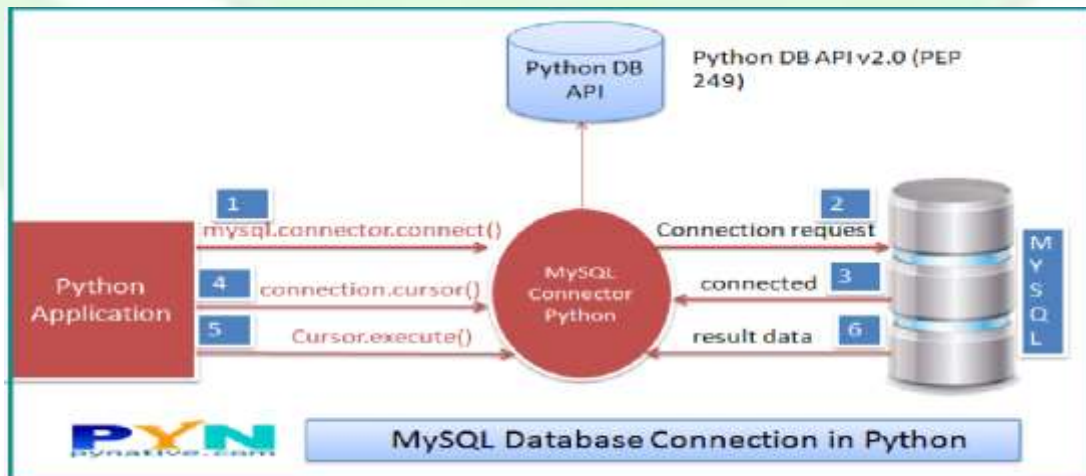 Python DB
API
Python DB API v2.0 (PEP
249)
1
mysql.connector.connect()
2
Connection request
Python
Application
4
connection.cursor()
MySQL
Connector
Python
3
connected
5
Cursor.execute()
6
result data
M
Y
S
Q
L
PYN
pynative.com
MySQL Database Connection in Python